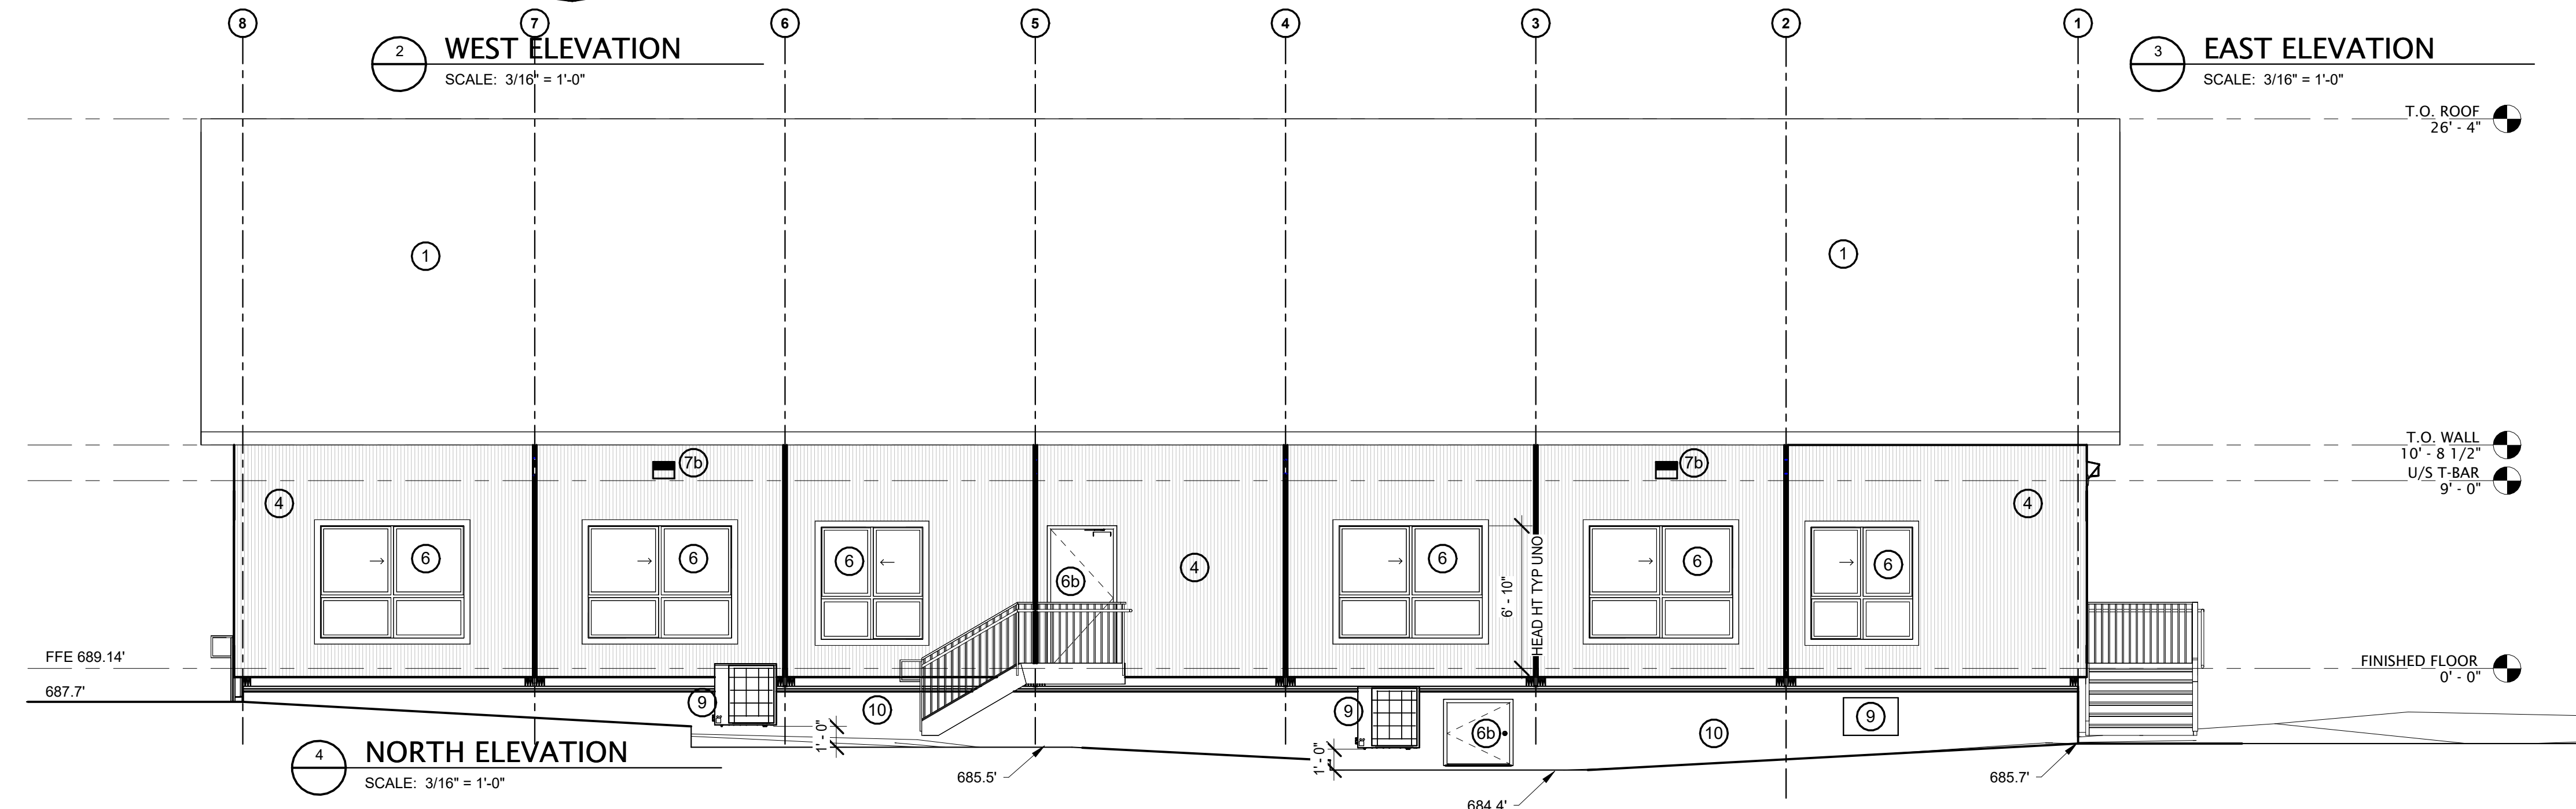 8 7 6 5 4 3 2 1
2 WEST ELEVATION
SCALE: 3/16" = 1'-0"
3 EAST ELEVATION
SCALE: 3/16" = 1'-0"
T.O. ROOF
26' - 4"
1 1
T.O. WALL
10' - 8 1/2"
U/S T-BAR
9' - 0"
7b 7b
4 4
6 6 6 6b 4 6 6 6
6' - 10"
HEAD HT TYP UNO
FFE 689.14'
FINISHED FLOOR
0' - 0"
687.7'
9 10 9 6b 10 9
1' - 0"
1' - 0"
4 NORTH ELEVATION
SCALE: 3/16" = 1'-0"
685.5'
684.4'
685.7'